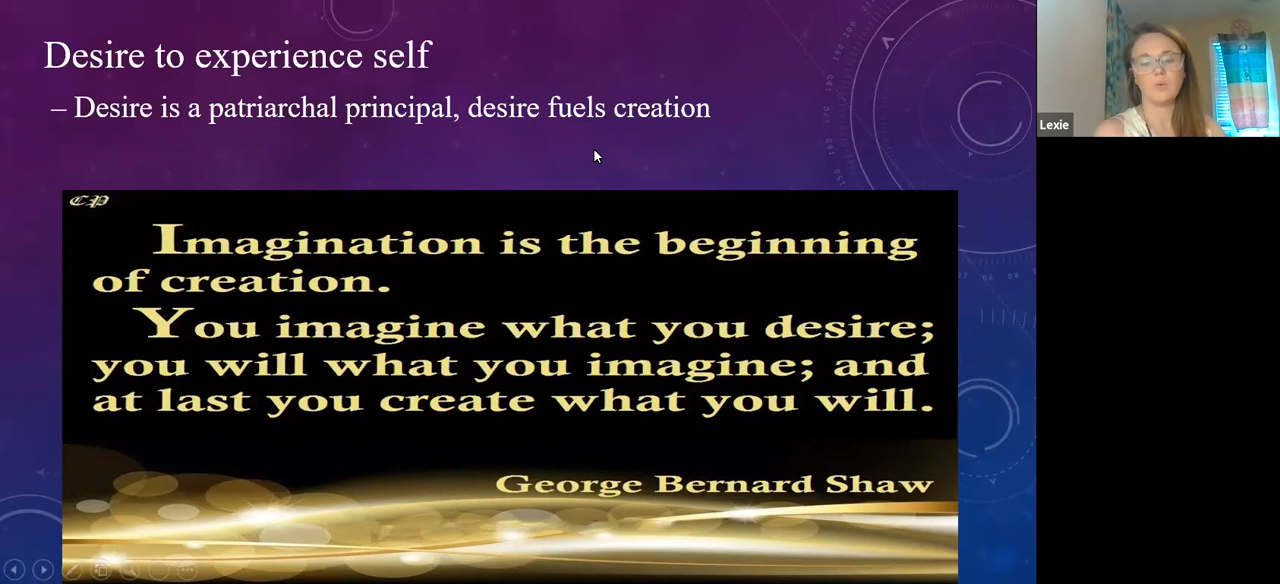 Desire to experience self
– Desire is a patriarchal principal, desire fuels creation
Lexie
CP
Imagination is the beginning
of creation.
You imagine what you desire;
you will what you imagine; and
at last you create what you will.
George Bernard Shaw